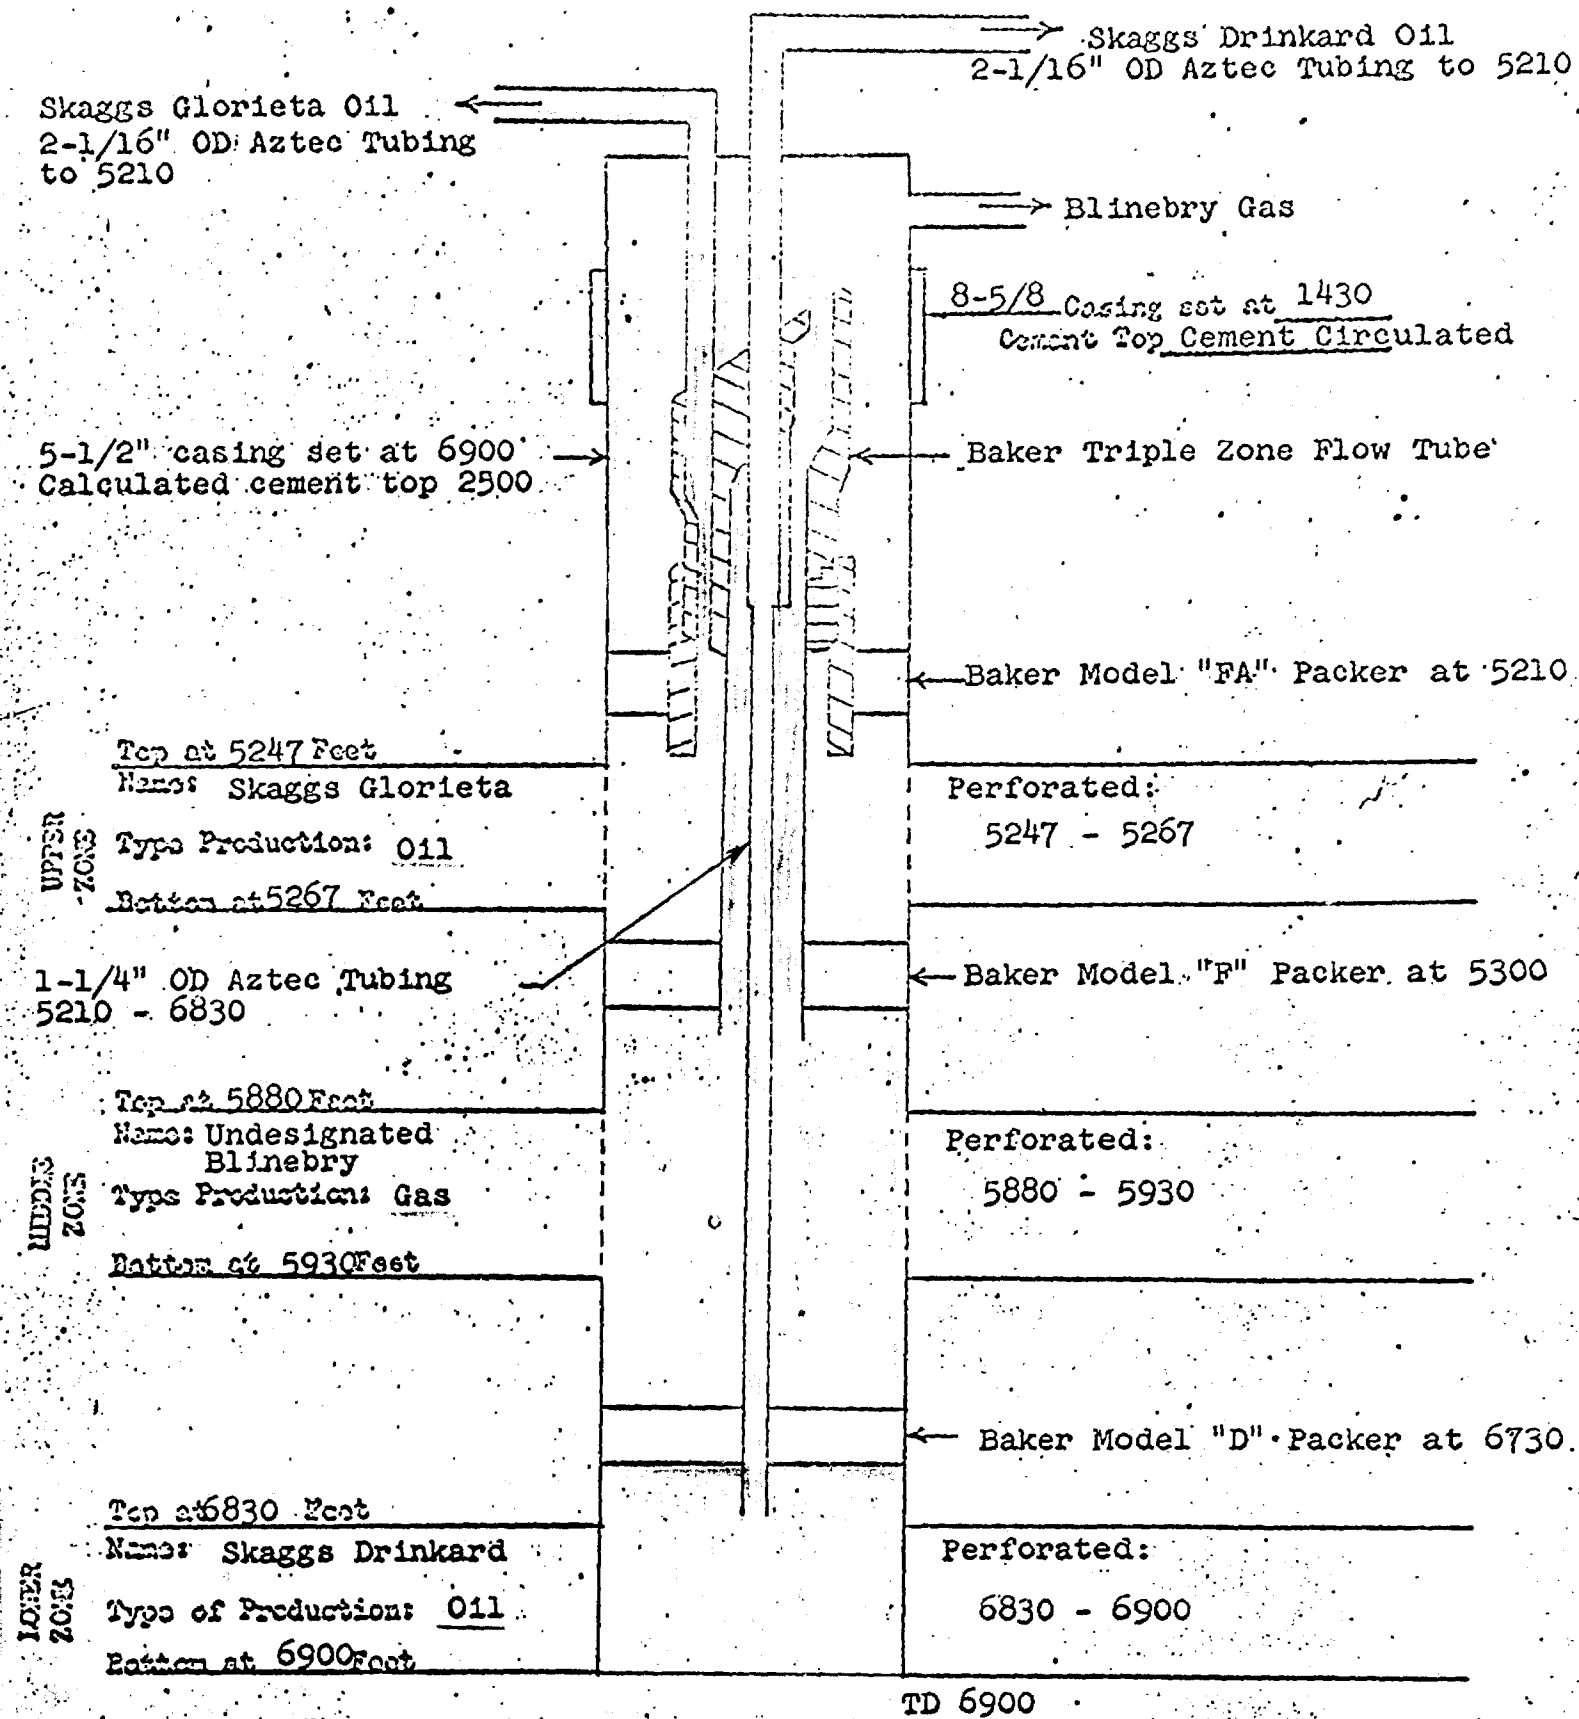 Skaggs Drinkard Oil
2-1/16" OD Aztec Tubing to 5210
Skaggs Glorieta Oil
2-1/16" OD Aztec Tubing
to 5210
Blinebry Gas
8-5/8 Casing set at 1430
Cement Top Cement Circulated
5-1/2" casing set at 6900
Calculated cement top 2500
Baker Triple Zone Flow Tube
Baker Model "FA" Packer at 5210
UPPER
ZONE
Top at 5247 Feet
Name: Skaggs Glorieta
Type Production: Oil
Bottom at 5267 Feet
Perforated:
5247 - 5267
1-1/4" OD Aztec Tubing
5210 - 6830
Baker Model "F" Packer at 5300
MIDDLE
ZONE
Top at 5880 Feet
Name: Undesignated
Blinebry
Type Production: Gas
Bottom at 5930 Feet
Perforated:
5880 - 5930
Baker Model "D" Packer at 6730
LOWER
ZONE
Top at 6830 Feet
Name: Skaggs Drinkard
Type of Production: Oil
Bottom at 6900 Feet
Perforated:
6830 - 6900
TD 6900